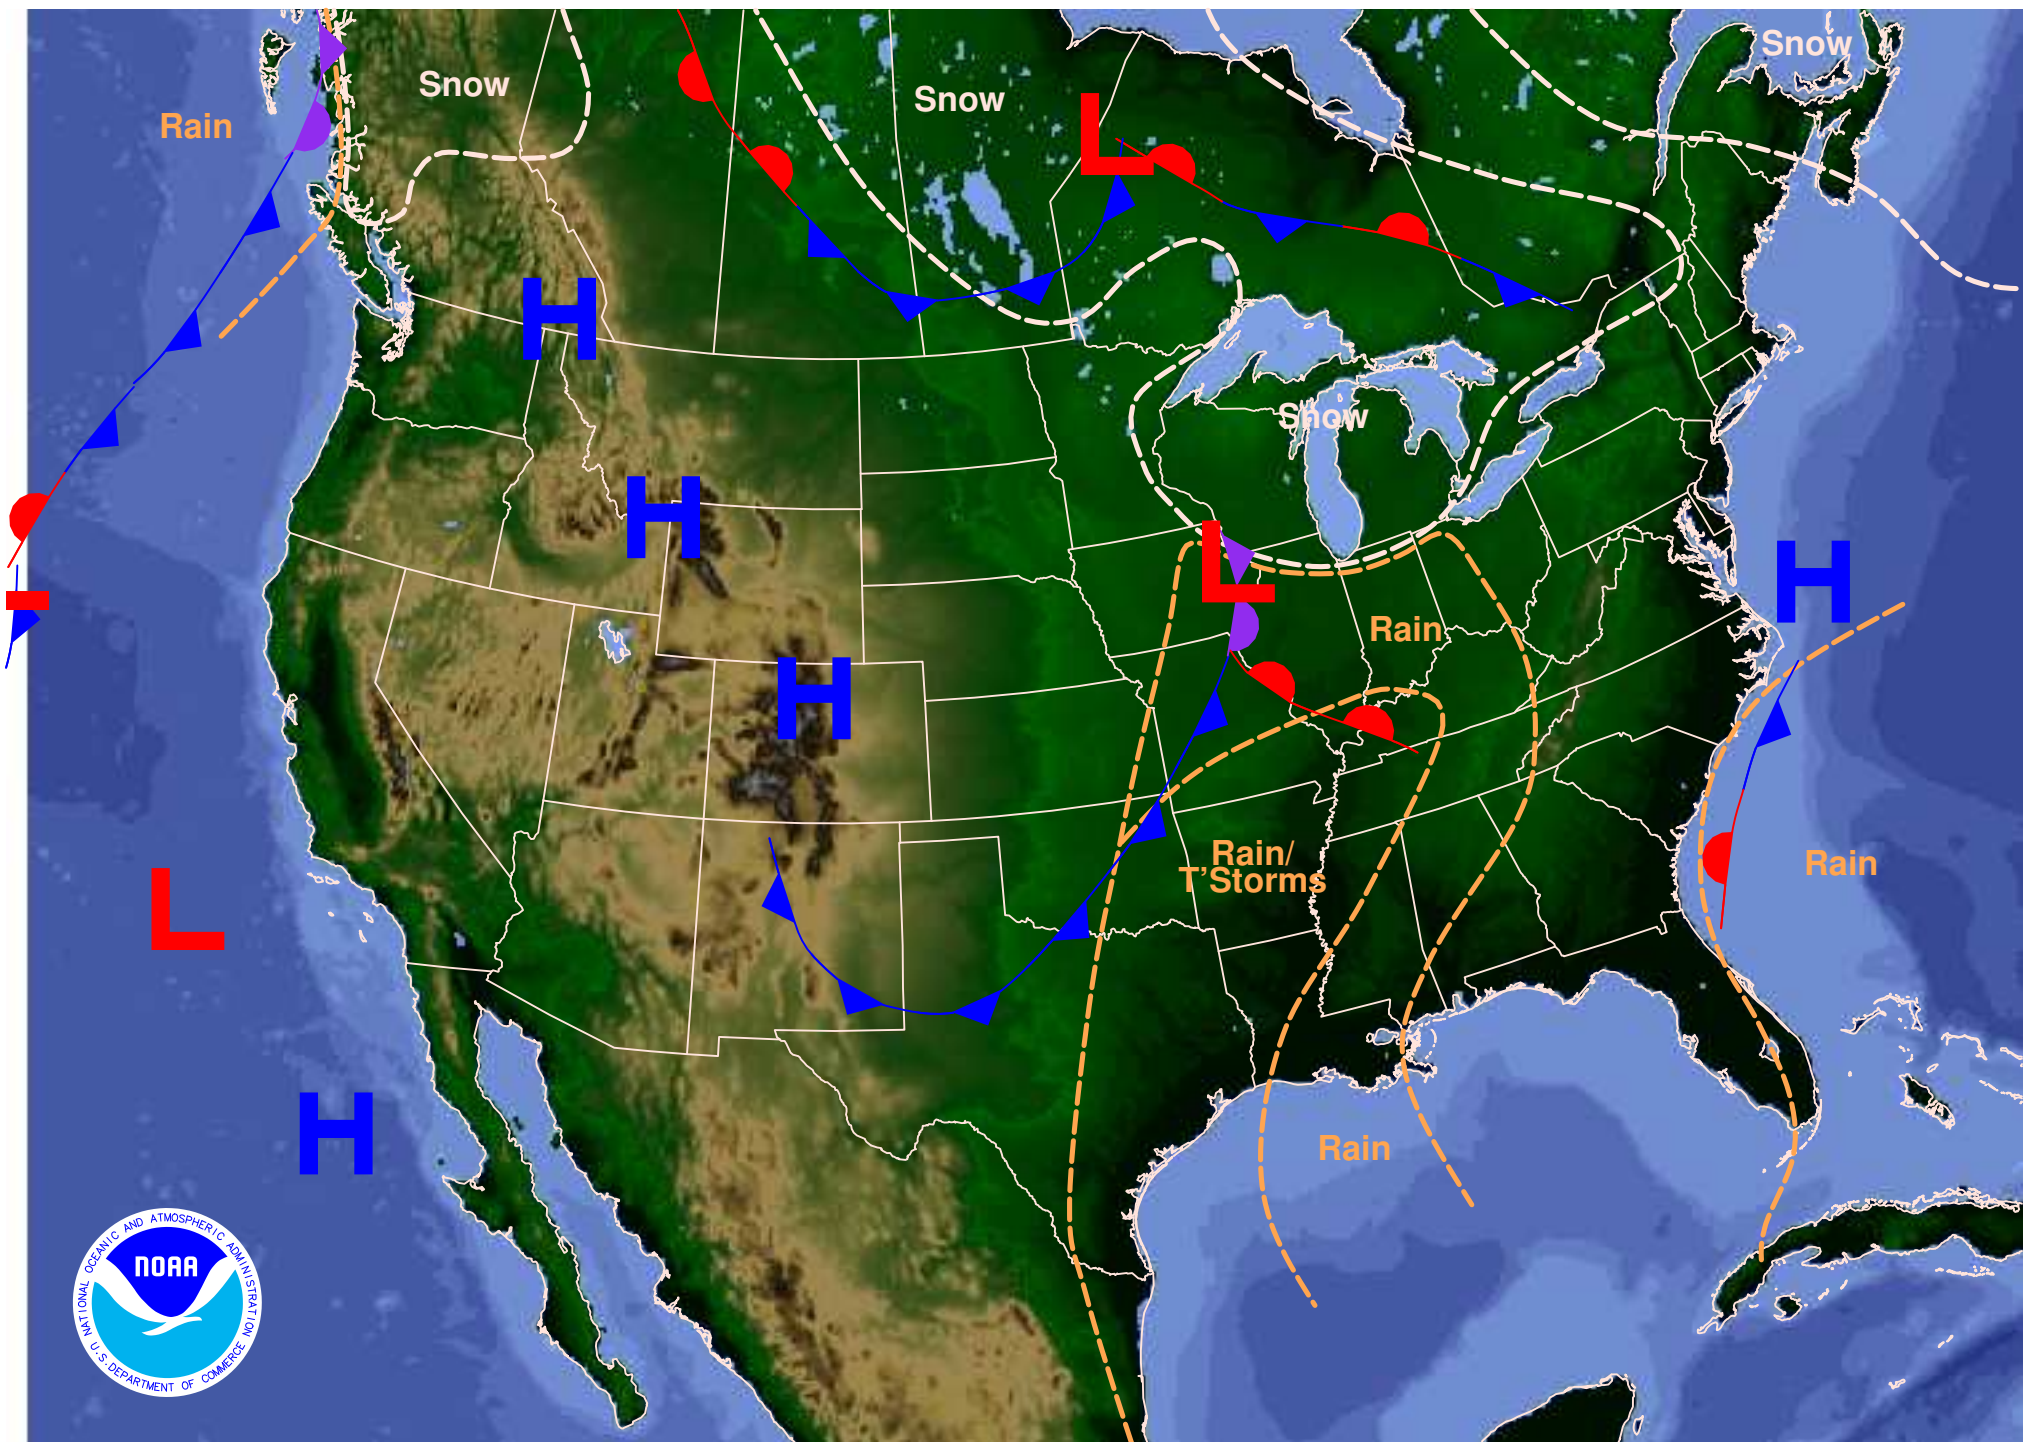 Snow
Snow
Snow
Rain
H
L
Snow
H
L
H
Rain
H
H
Rain/
T'Storms
Rain
L
H
Rain
NATIONAL OCEANIC AND ATMOSPHERIC ADMINISTRATION
NOAA
U.S. DEPARTMENT OF COMMERCE